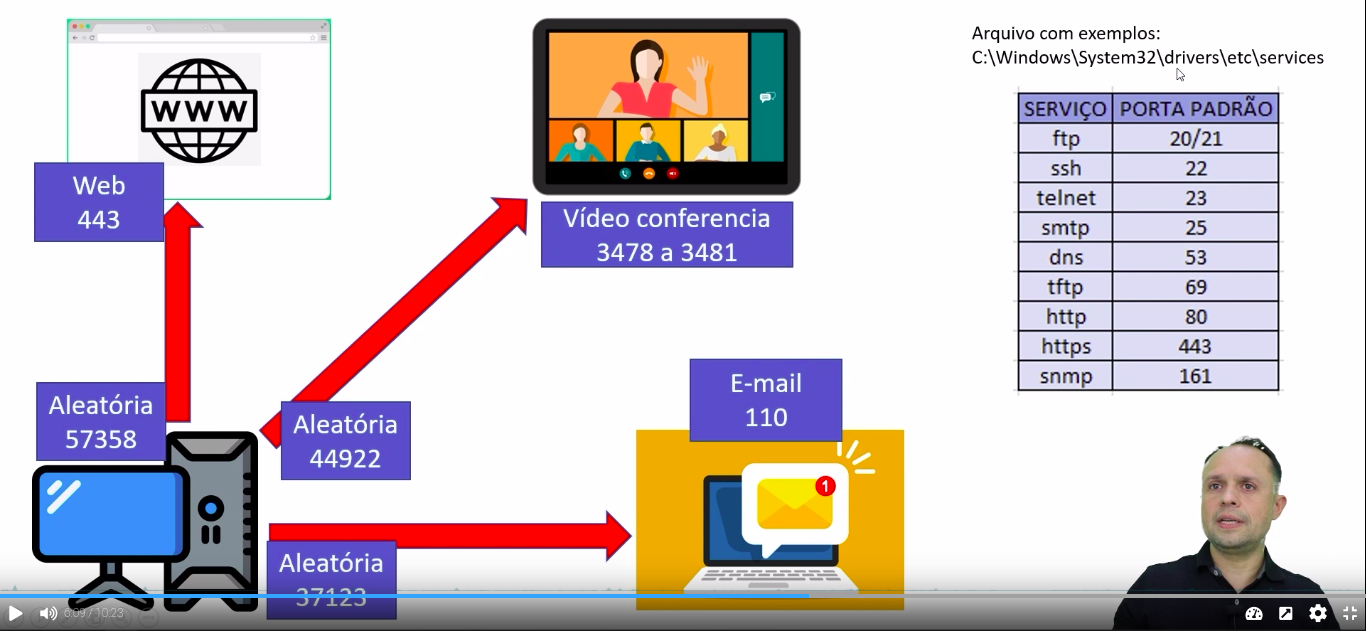 Arquivo com exemplos:
C:\Windows\System32\drivers\etc\services
WWW
Web
443
Vídeo conferencia
3478 a 3481
SERVIÇO PORTA PADRÃO
ftp 20/21
ssh 22
telnet 23
smtp 25
dns 53
tftp 69
http 80
https 443
snmp 161
Aleatória
57358
Aleatória
44922
E-mail
110
1
Aleatória
37123
6:09 / 10:23